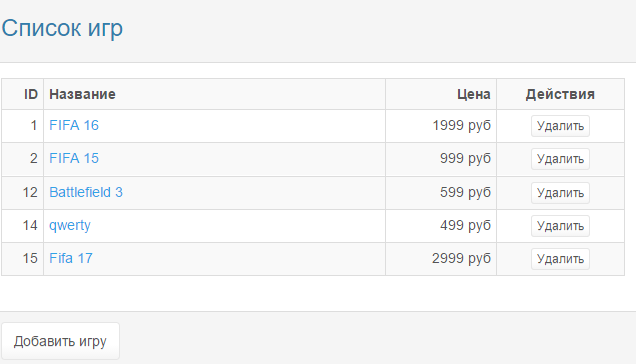 Список игр
ID Название Цена Действия
1 FIFA 16 1999 руб Удалить
2 FIFA 15 999 руб Удалить
12 Battlefield 3 599 руб Удалить
14 qwerty 499 руб Удалить
15 Fifa 17 2999 руб Удалить
Добавить игру